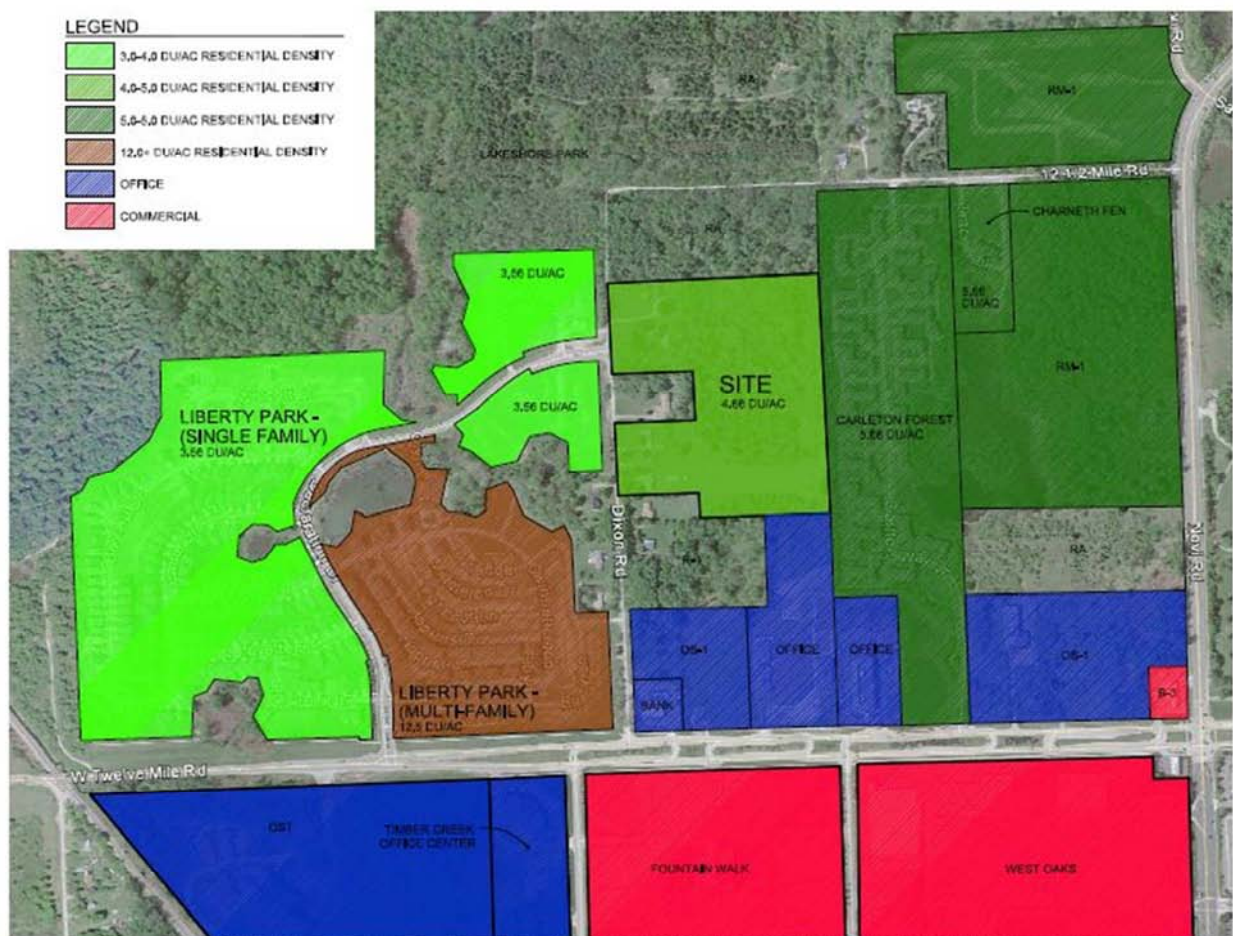 LEGEND
3.0-4.0 DU/AC RESIDENTIAL DENSITY
4.0-5.0 DU/AC RESIDENTIAL DENSITY
5.0-6.0 DU/AC RESIDENTIAL DENSITY
12.0+ DU/AC RESIDENTIAL DENSITY
OFFICE
COMMERCIAL
RA
RM-1
LAKESHORE PARK
12 1/2 Mile Rd
CHARNETH FEN
RA
3.66 DU/AC
5.66
DU/AC
SITE
4.66 DU/AC
RM-1
3.56 DU/AC
LIBERTY PARK -
(SINGLE FAMILY)
3.56 DU/AC
CARLETON FOREST
5.66 DU/AC
Dixon Rd
Novi Rd
RA
OS-1
OFFICE
OFFICE
OS-1
BANK
B-3
LIBERTY PARK -
(MULTI-FAMILY)
12.5 DU/AC
W Twelve Mile Rd
OST
TIMBER CREEK
OFFICE CENTER
FOUNTAIN WALK
WEST OAKS